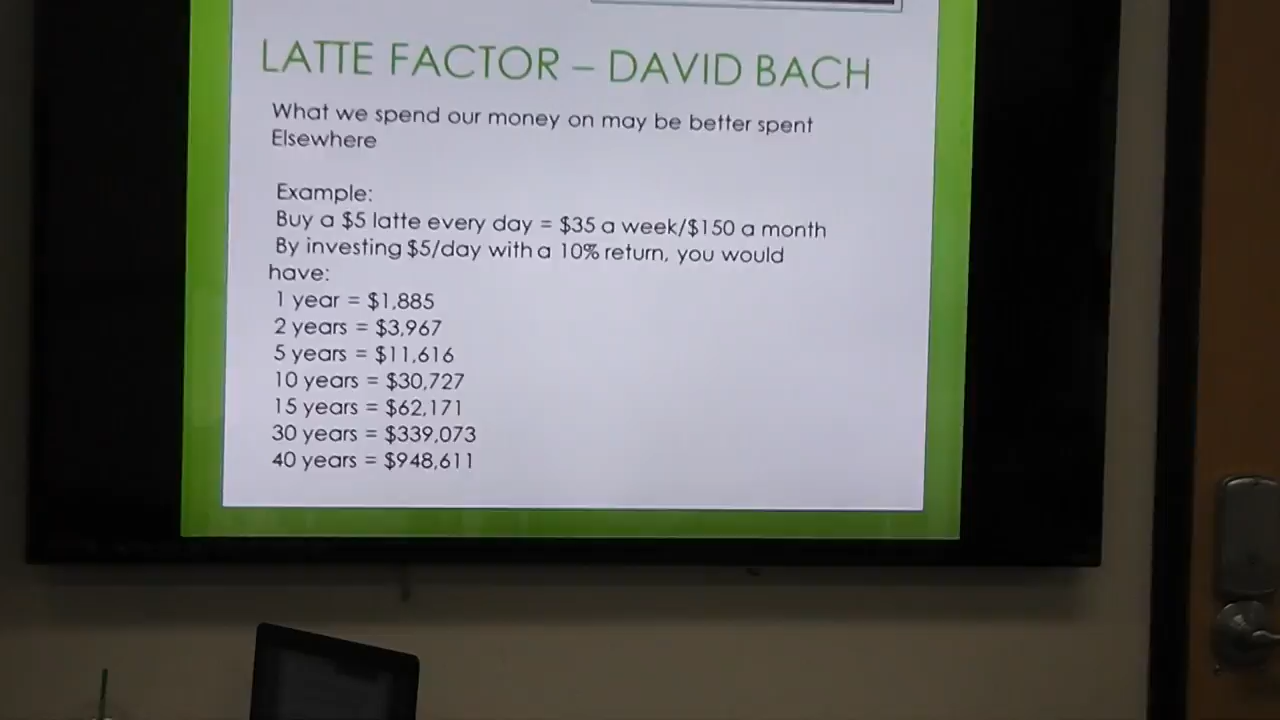 LATTE FACTOR – DAVID BACH
What we spend our money on may be better spent
Elsewhere
Example:
Buy a $5 latte every day = $35 a week/$150 a month
By investing $5/day with a 10% return, you would
have:
1 year = $1,885
2 years = $3,967
5 years = $11,616
10 years = $30,727
15 years = $62,171
30 years = $339,073
40 years = $948,611